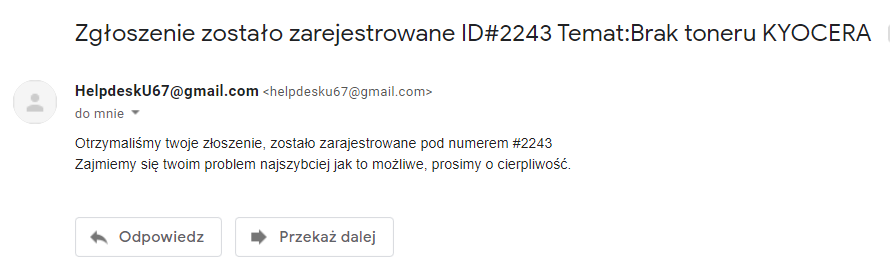 Zgłoszenie zostało zarejestrowane ID#2243 Temat:Brak toneru KYOCERA
HelpdeskU67@gmail.com <helpdesku67@gmail.com>
do mnie
Otrzymaliśmy twoje złoszenie, zostało zarajestrowane pod numerem #2243
Zajmiemy się twoim problem najszybciej jak to możliwe, prosimy o cierpliwość.
Odpowiedz Przekaż dalej